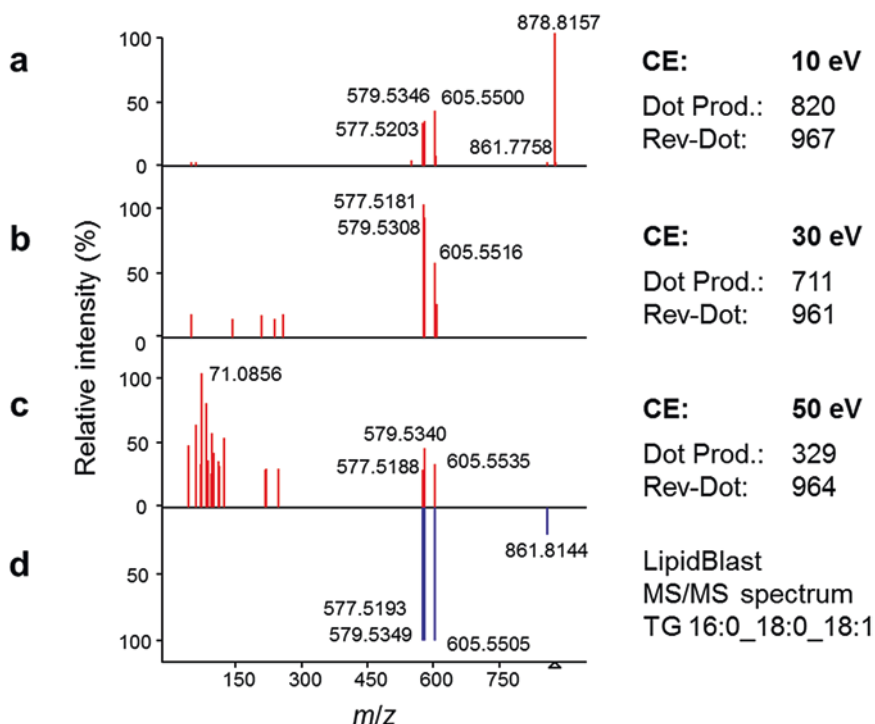 878.8157
100
a
CE: 10 eV
579.5346 605.5500
Dot Prod.: 820
50
577.5203
861.7758
Rev-Dot: 967
0
577.5181
100
579.5308
b
CE: 30 eV
605.5516
50
Dot Prod.: 711
Rev-Dot: 961
0
Relative intensity (%)
100
71.0856
c
CE: 50 eV
579.5340
50
577.5188 605.5535
Dot Prod.: 329
Rev-Dot: 964
0
861.8144
d
50
LipidBlast
MS/MS spectrum
577.5193
579.5349
TG 16:0_18:0_18:1
100
605.5505
150 300 450 600 750
m/z